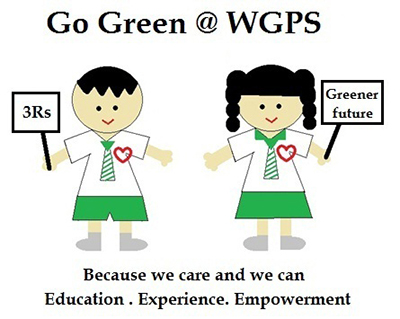 Go Green @ WGPS
3Rs
Greener
future
Because we care and we can
Education . Experience. Empowerment